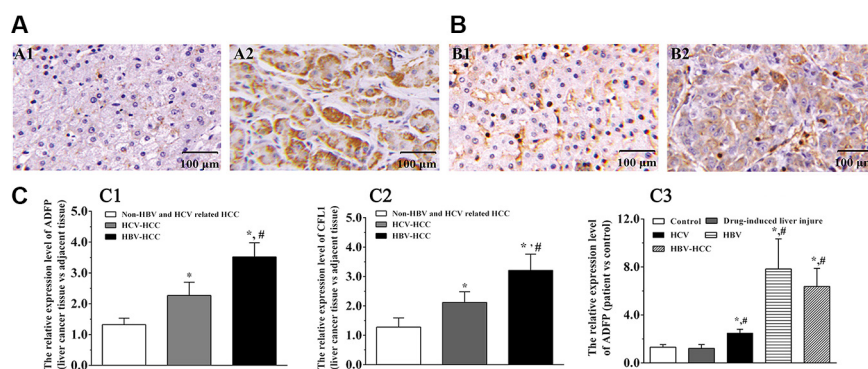 A
B
A1
A2
B1
B2
100 μm
100 μm
100 μm
100 μm
C
C1
C2
C3
The relative expression level of ADFP
(liver cancer tissue vs adjacent tissue)
5.0
4.0
3.0
2.0
1.0
0.0
Non-HBV and HCV related HCC
HCV-HCC
HBV-HCC
*
*, #
The relative expression level of CFL1
(liver cancer tissue vs adjacent tissue)
5.0
4.0
3.0
2.0
1.0
0.0
Non-HBV and HCV related HCC
HCV-HCC
HBV-HCC
*
*,#
The relative expression level
of ADFP (patient vs control)
12.0
8.0
4.0
0.0
Control
Drug-induced liver injure
HCV
HBV
HBV-HCC
*,#
*,#
*,#